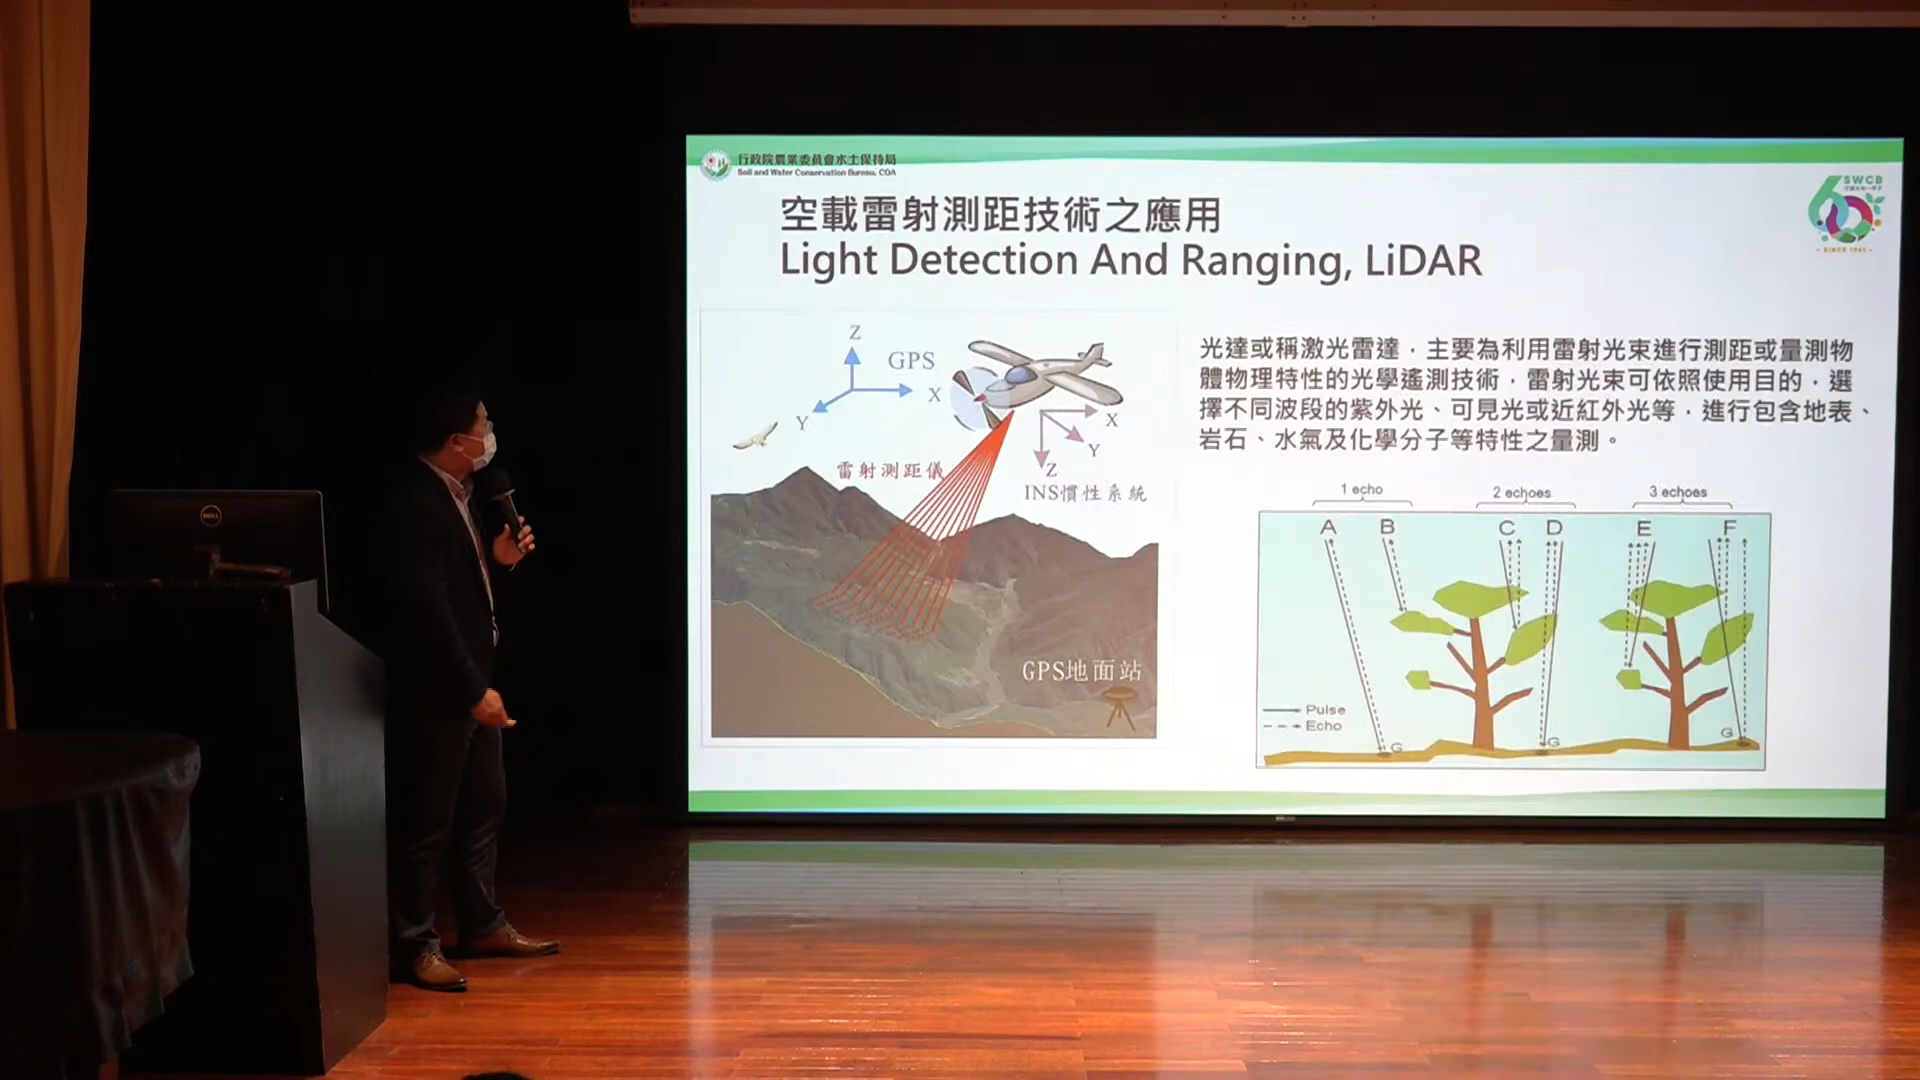 行政院農業委員會水土保持局
Soil and Water Conservation Bureau, COA
SWCB
60
SINCE 1961
空載雷射測距技術之應用
Light Detection And Ranging, LiDAR
Z
GPS
X
Y
X
Y
Z
雷射測距儀
INS慣性系統
GPS地面站
光達或稱激光雷達，主要為利用雷射光束進行測距或量測物
體物理特性的光學遙測技術，雷射光束可依照使用目的，選
擇不同波段的紫外光、可見光或近紅外光等，進行包含地表、
岩石、水氣及化學分子等特性之量測。
1 echo
2 echoes
3 echoes
A B C D E F
Pulse
Echo
G
G
G
DELL